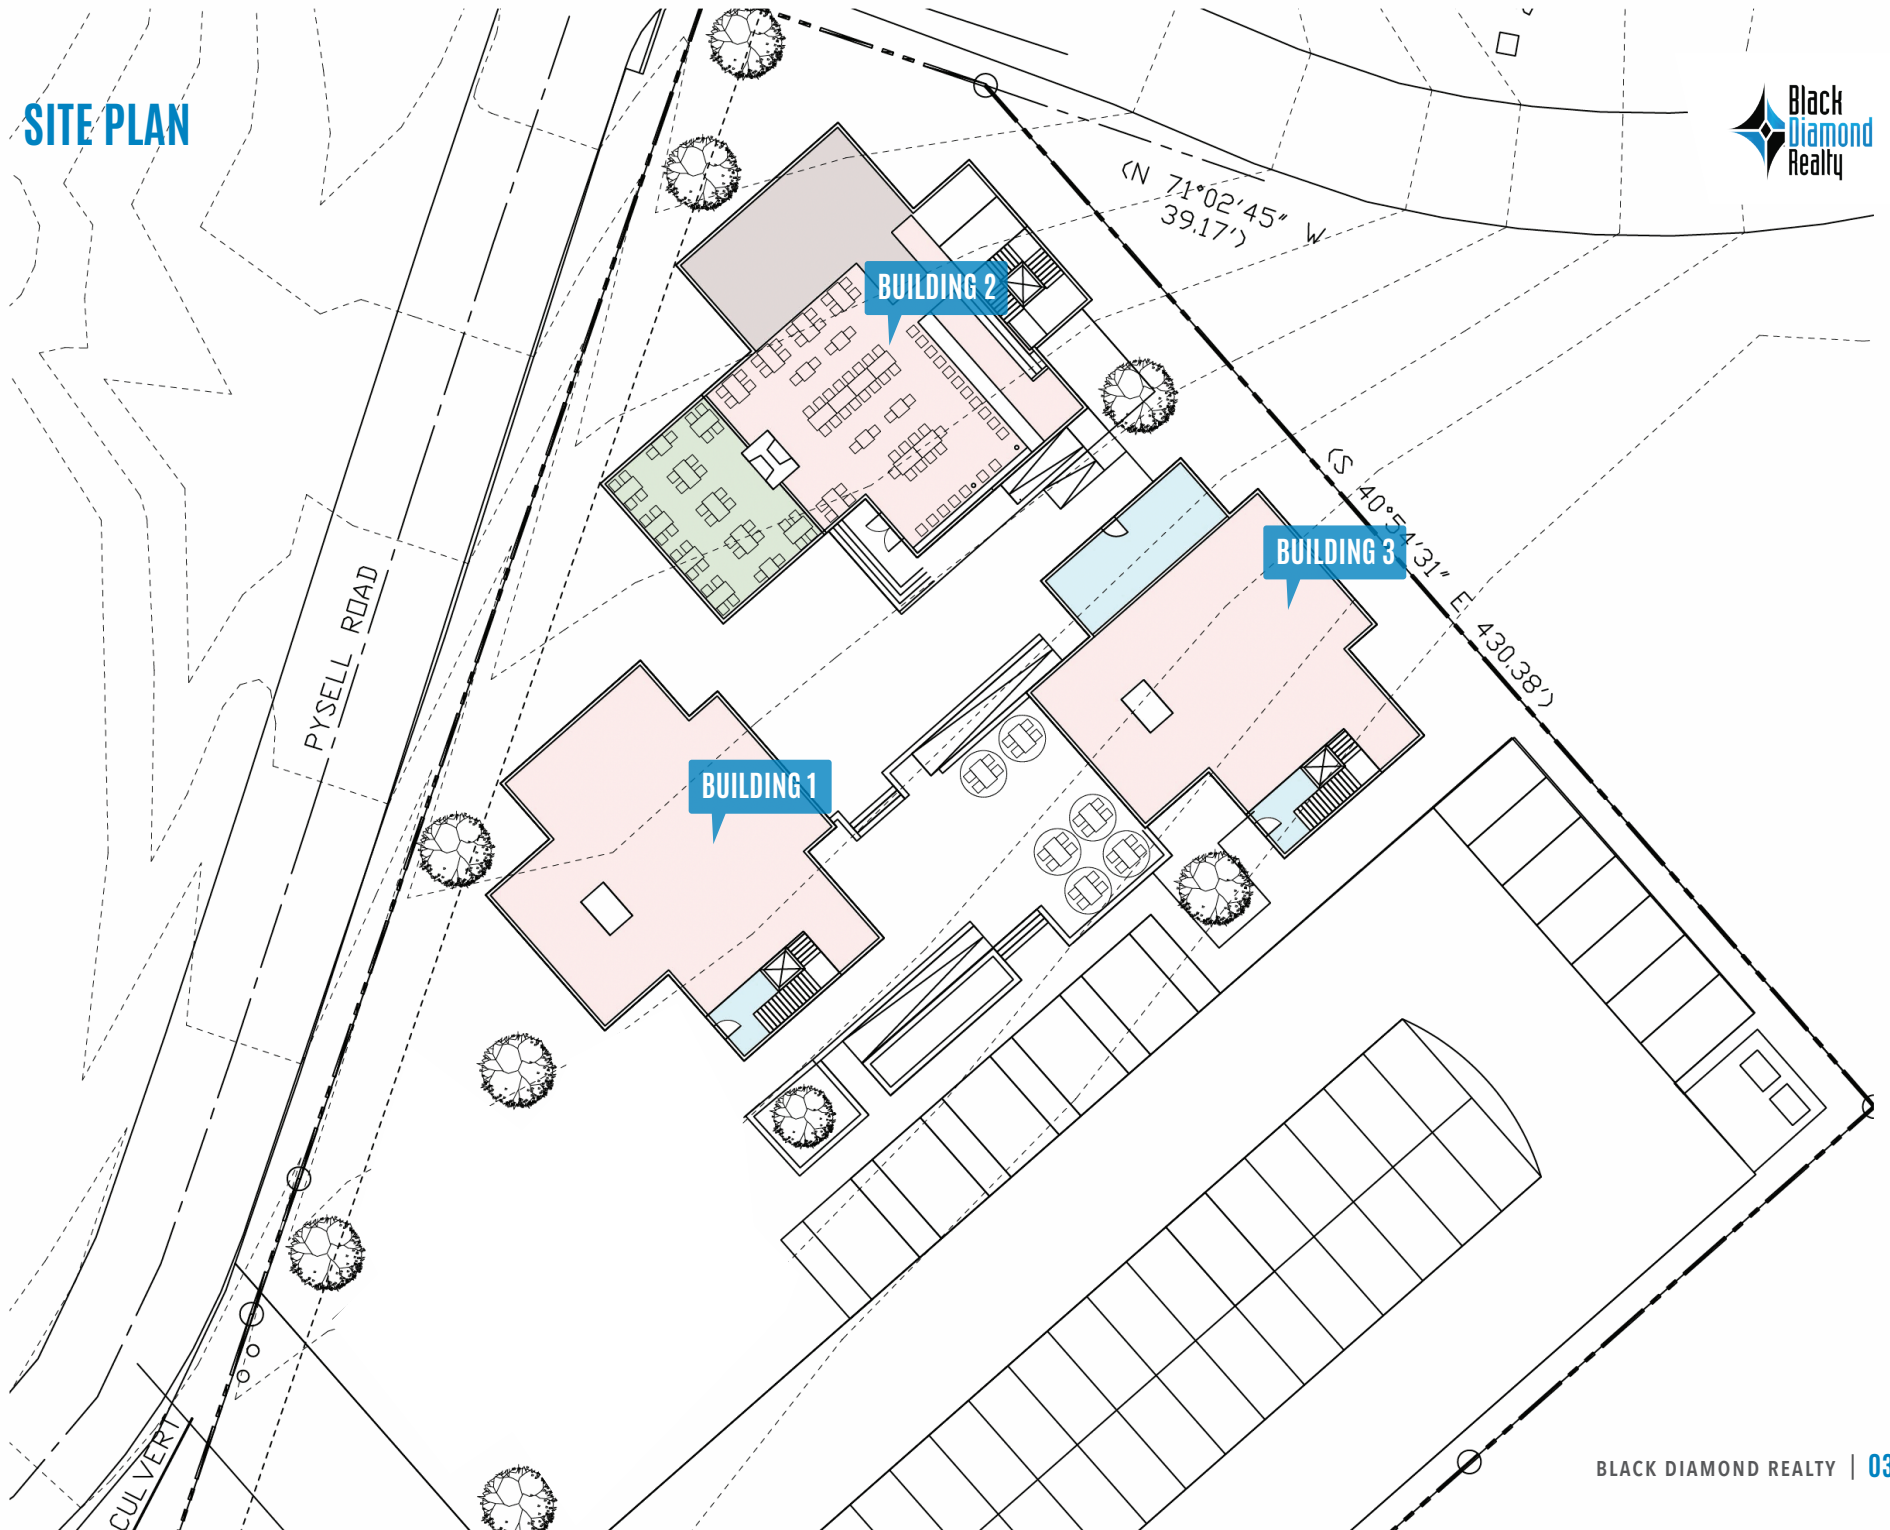 SITE PLAN
Black
Diamond
Realty
(N 71°02'45" W
39.17')
BUILDING 2
(S 40°54'31" E 430.38')
BUILDING 3
PYSELL ROAD
BUILDING 1
CULVERT
BLACK DIAMOND REALTY | 03